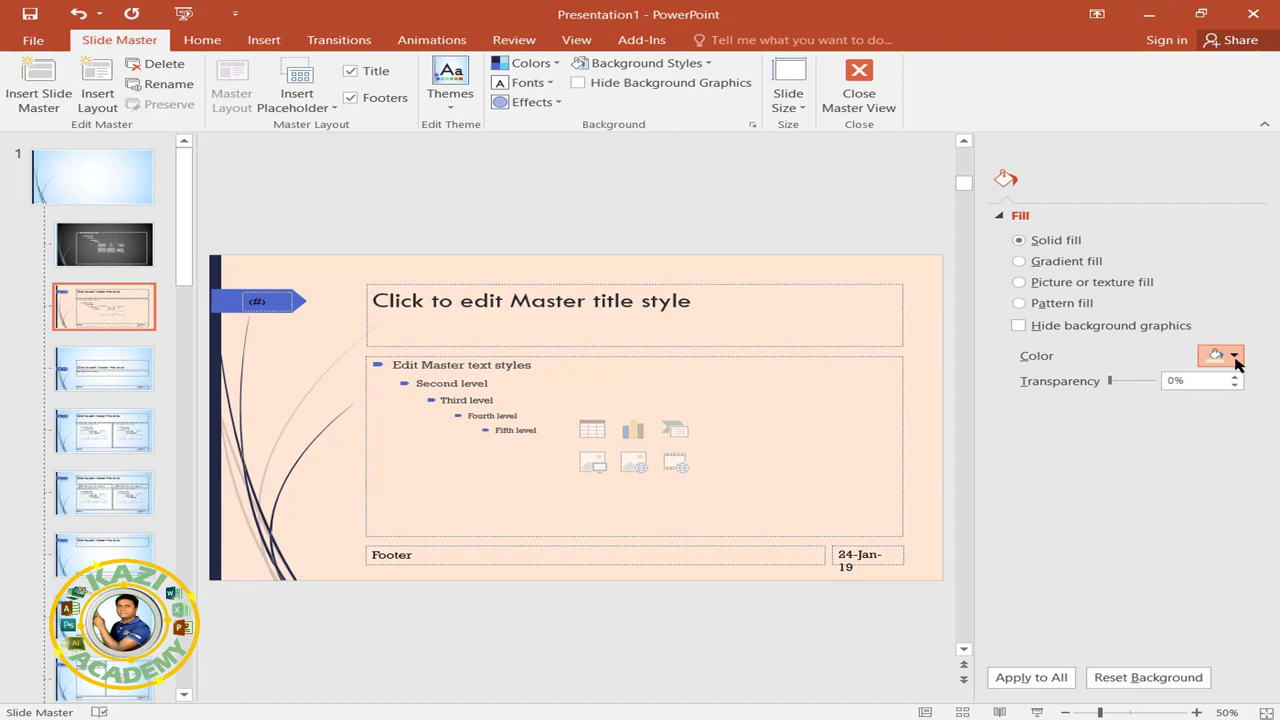 Presentation1 - PowerPoint
File
Slide Master
Home
Insert
Transitions
Animations
Review
View
Add-Ins
Tell me what you want to do...
Sign in
Share
Insert Slide Master
Insert Layout
Delete
Rename
Preserve
Edit Master
Master Layout
Insert Placeholder
Title
Footers
Master Layout
Themes
Edit Theme
Colors
Fonts
Effects
Background Styles
Hide Background Graphics
Background
Slide Size
Size
Close Master View
Close
1
Fill
Solid fill
Gradient fill
Picture or texture fill
Pattern fill
Hide background graphics
Color
Transparency
0%
‹#›
Click to edit Master title style
Edit Master text styles
Second level
Third level
Fourth level
Fifth level
Footer
24-Jan-
19
KAZI
ACADEMY
Apply to All
Reset Background
Slide Master
50%